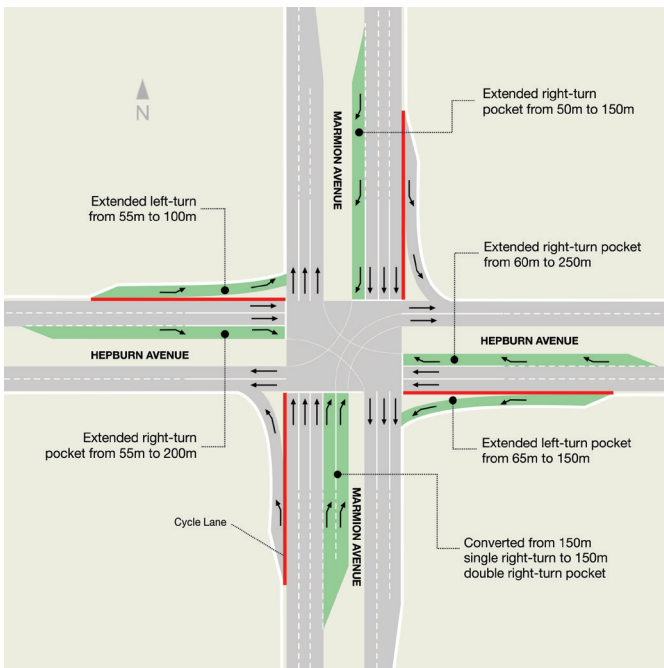 N
MARMION AVENUE
Extended right-turn
pocket from 50m to 150m
Extended left-turn
from 55m to 100m
Extended right-turn pocket
from 60m to 250m
HEPBURN AVENUE
HEPBURN AVENUE
Extended right-turn
pocket from 55m to 200m
Extended left-turn pocket
from 65m to 150m
Cycle Lane
MARMION AVENUE
Converted from 150m
single right-turn to 150m
double right-turn pocket